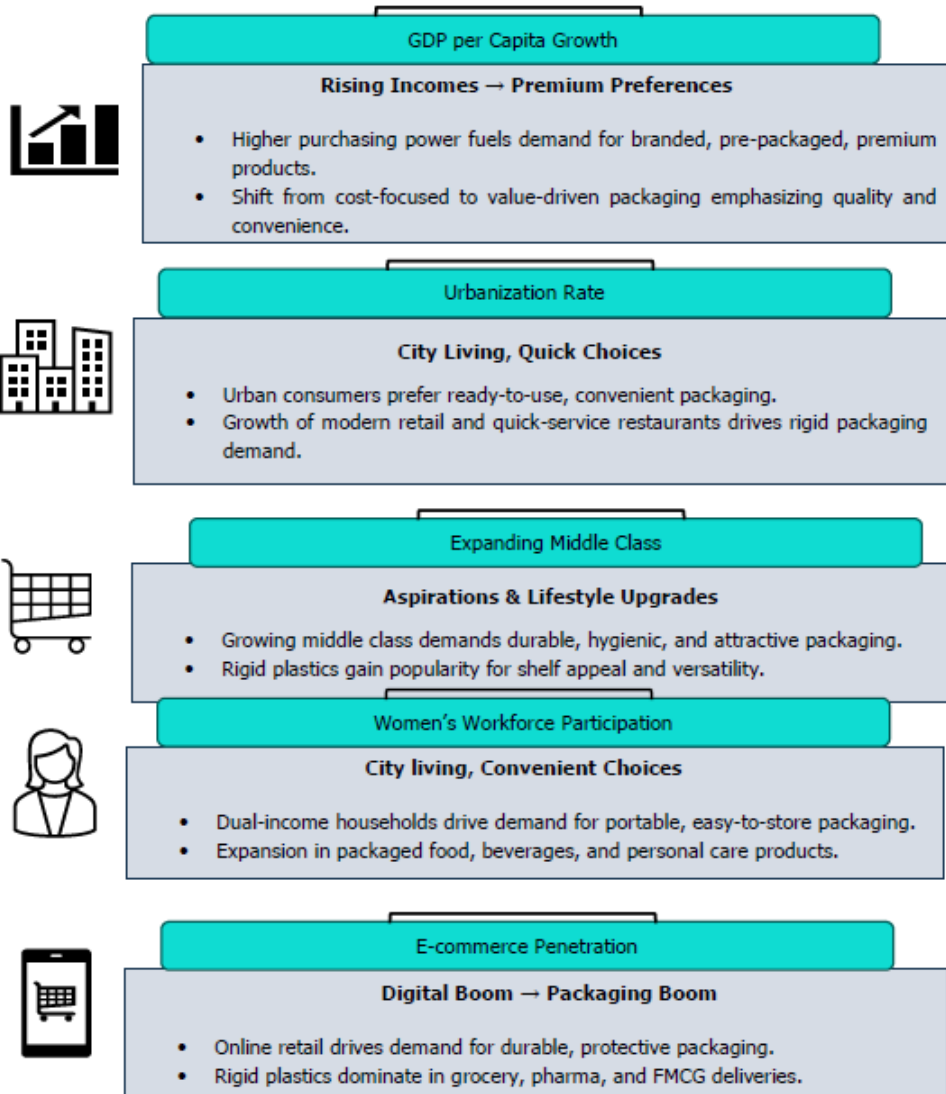 GDP per Capita Growth
Rising Incomes → Premium Preferences
• Higher purchasing power fuels demand for branded, pre-packaged, premium
products.
• Shift from cost-focused to value-driven packaging emphasizing quality and
convenience.
Urbanization Rate
City Living, Quick Choices
• Urban consumers prefer ready-to-use, convenient packaging.
• Growth of modern retail and quick-service restaurants drives rigid packaging
demand.
Expanding Middle Class
Aspirations & Lifestyle Upgrades
• Growing middle class demands durable, hygienic, and attractive packaging.
• Rigid plastics gain popularity for shelf appeal and versatility.
Women’s Workforce Participation
City living, Convenient Choices
• Dual-income households drive demand for portable, easy-to-store packaging.
• Expansion in packaged food, beverages, and personal care products.
E-commerce Penetration
Digital Boom → Packaging Boom
• Online retail drives demand for durable, protective packaging.
• Rigid plastics dominate in grocery, pharma, and FMCG deliveries.